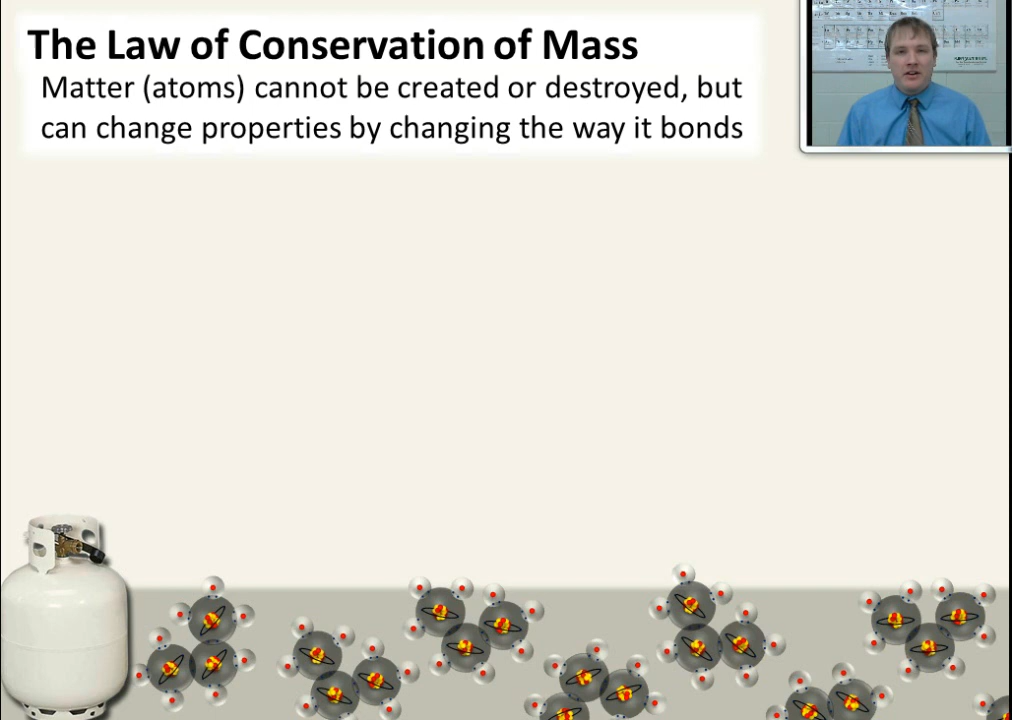 The Law of Conservation of Mass
Matter (atoms) cannot be created or destroyed, but
can change properties by changing the way it bonds